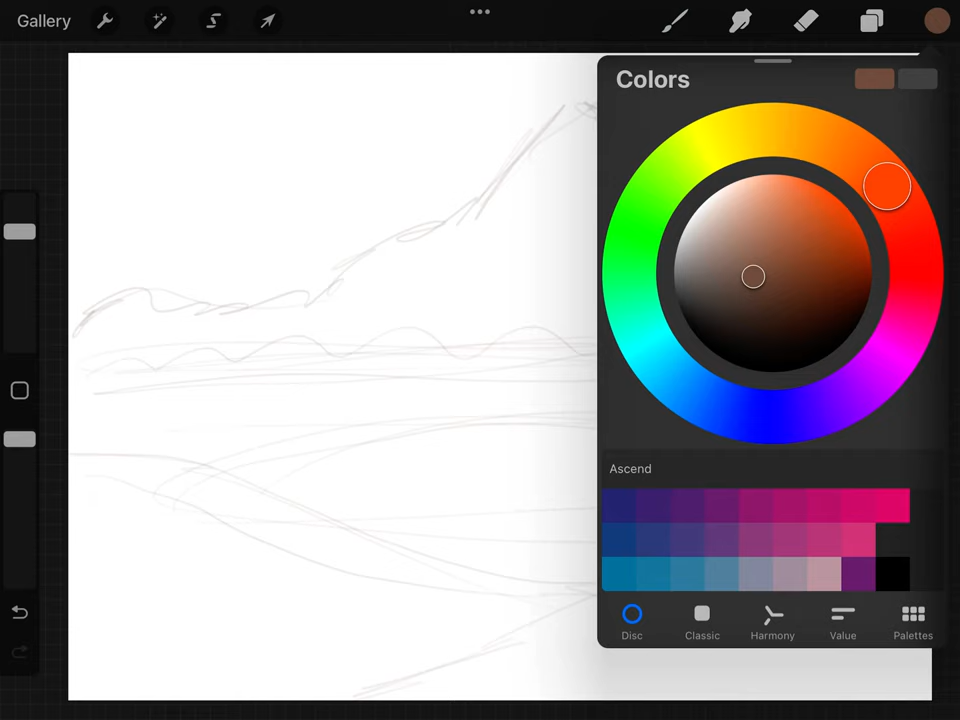 Gallery
Colors
Ascend
Disc
Classic
Harmony
Value
Palettes